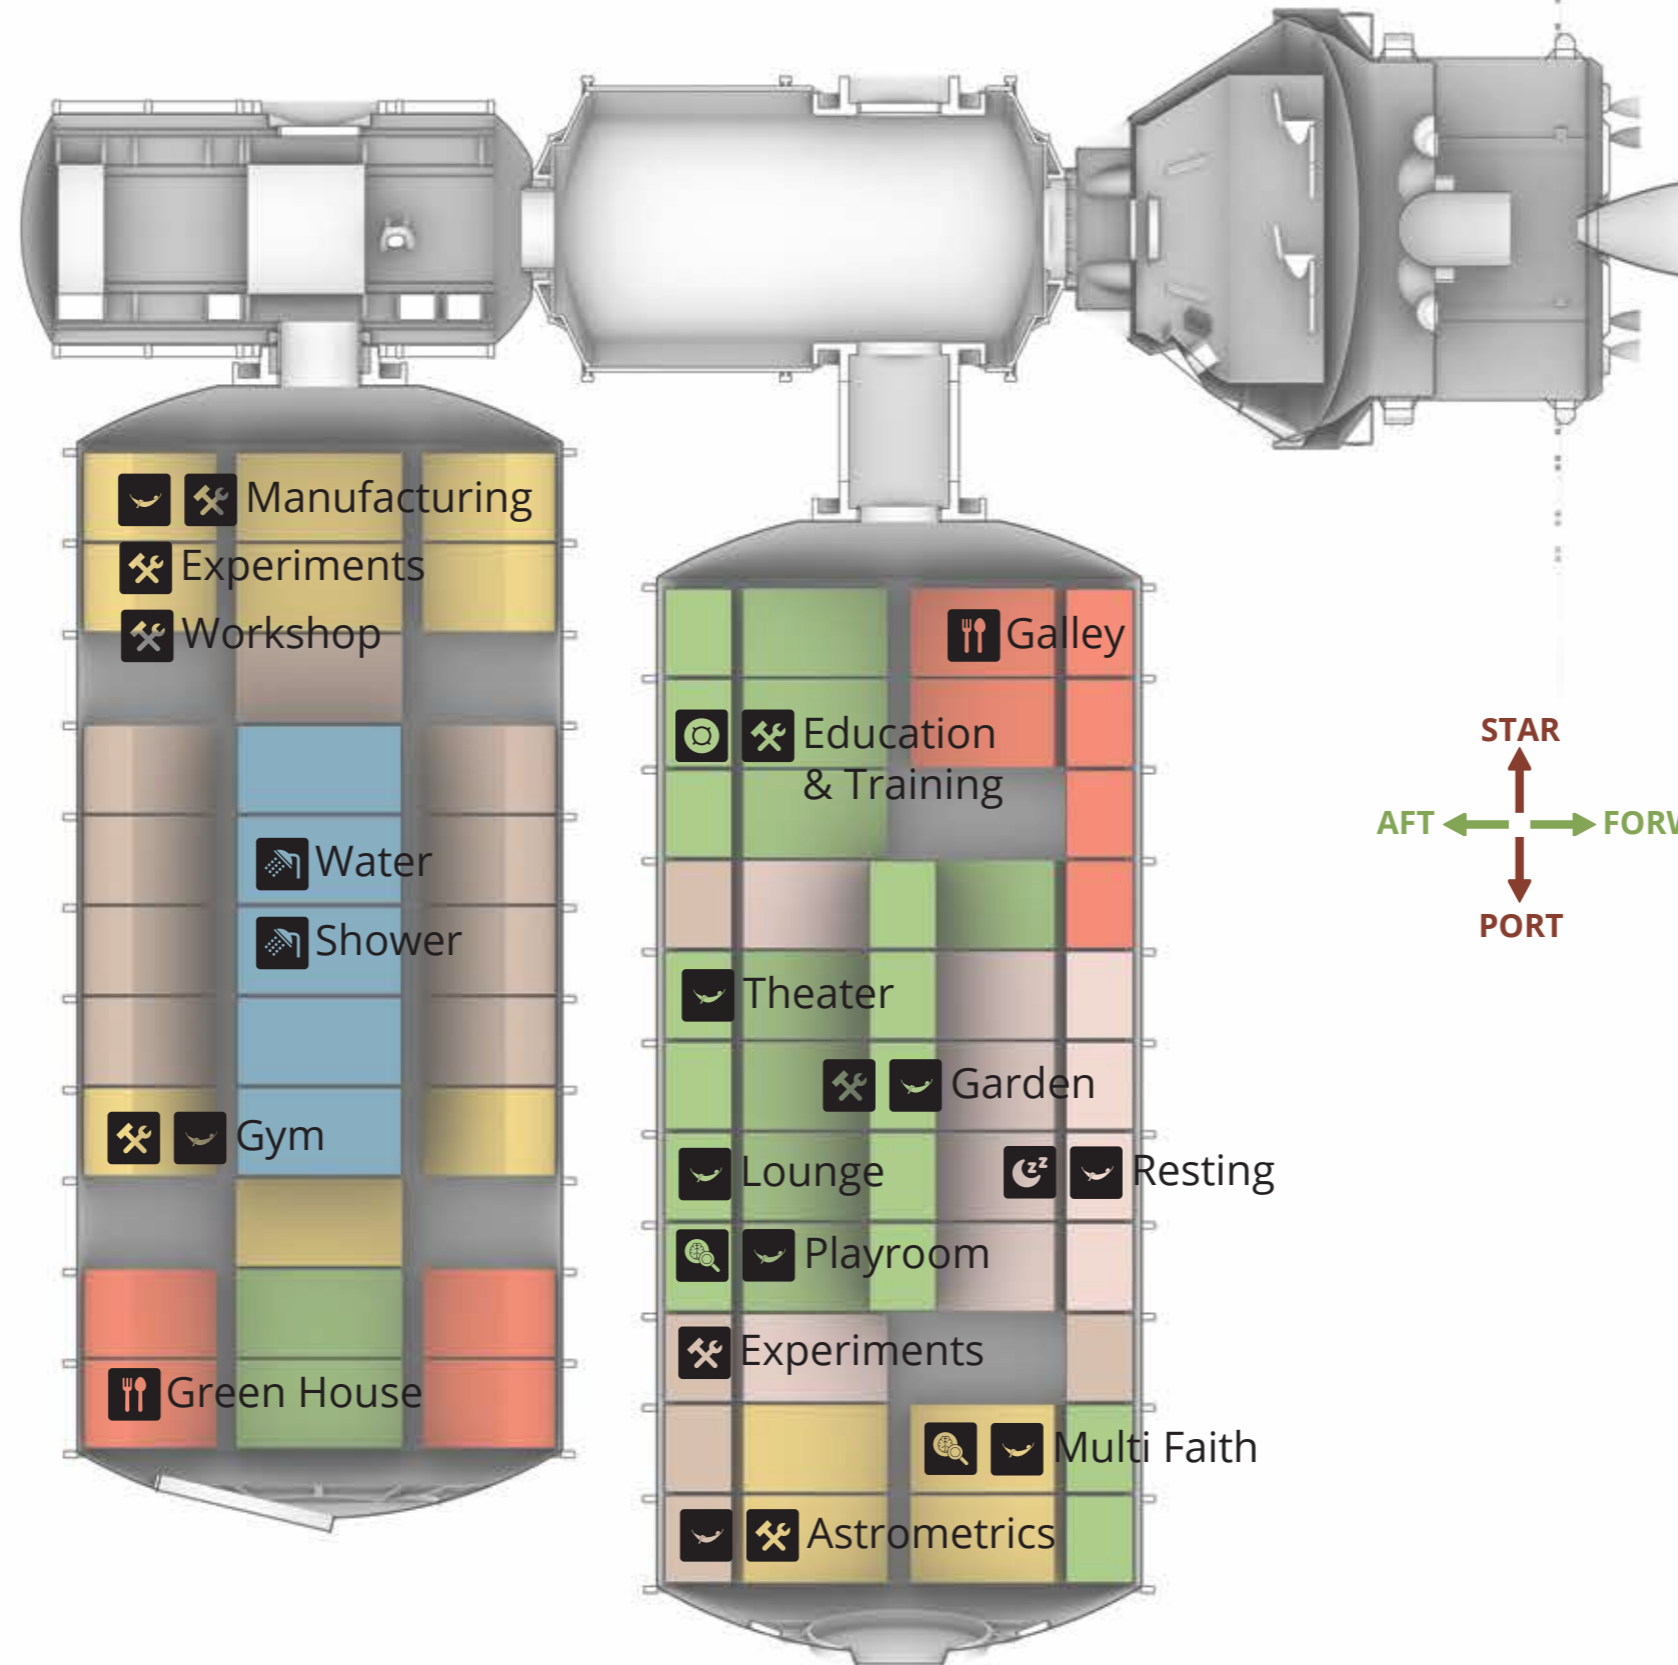 Manufacturing
Experiments
Workshop
Water
Shower
Gym
Green House
Galley
Education
& Training
Theater
Garden
Lounge
Resting
Playroom
Experiments
Multi Faith
Astrometrics
STAR
AFT
FORW
PORT